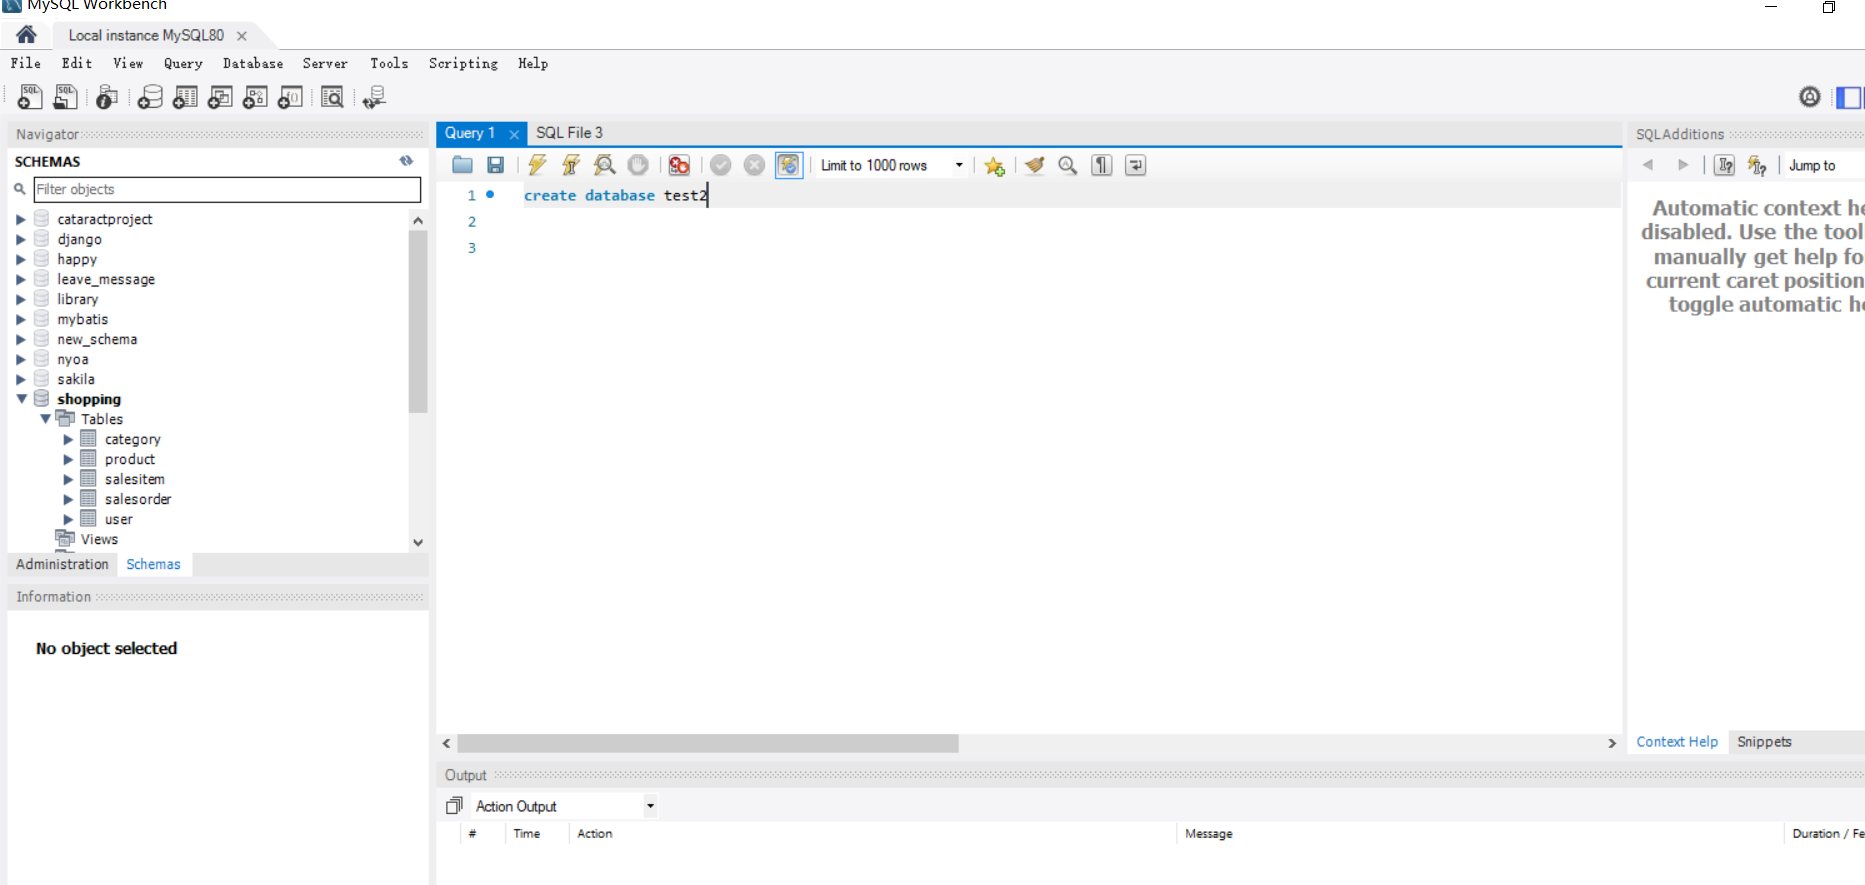 MySQL Workbench
Local instance MySQL80
File Edit View Query Database Server Tools Scripting Help
Navigator
SCHEMAS
Filter objects
cataractproject
django
happy
leave_message
library
mybatis
new_schema
nyoa
sakila
shopping
Tables
category
product
salesitem
salesorder
user
Views
Administration Schemas
Information
No object selected
Query 1 SQL File 3
Limit to 1000 rows
1 create database test2
2
3
SQLAdditions
Jump to
Automatic context he
disabled. Use the tool
manually get help fo
current caret position
toggle automatic he
Context Help Snippets
Output
Action Output
# Time Action Message Duration / Fe